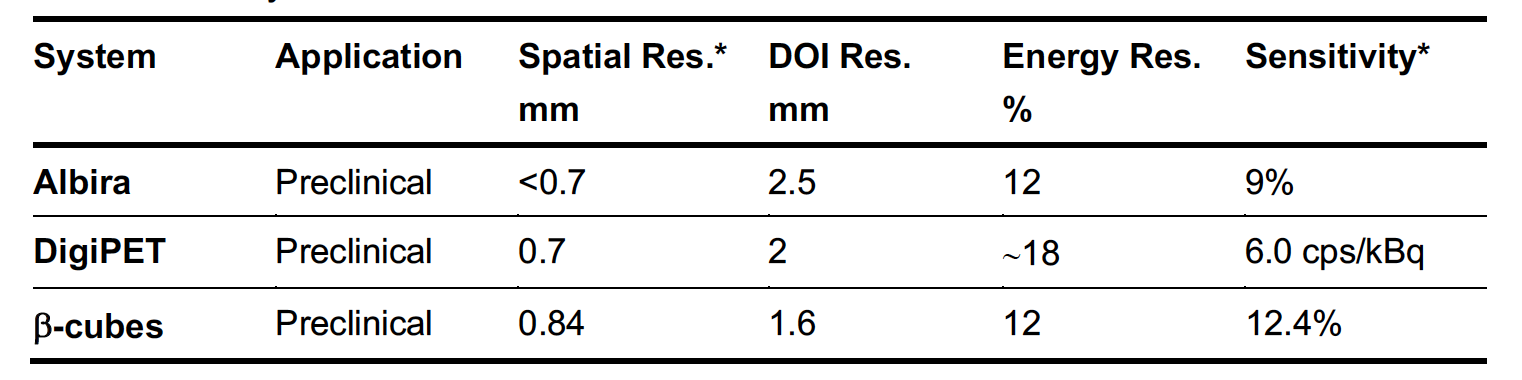 System Application Spatial Res.* DOI Res. Energy Res. Sensitivity*
mm mm %
Albira Preclinical <0.7 2.5 12 9%
DigiPET Preclinical 0.7 2 ~18 6.0 cps/kBq
β-cubes Preclinical 0.84 1.6 12 12.4%